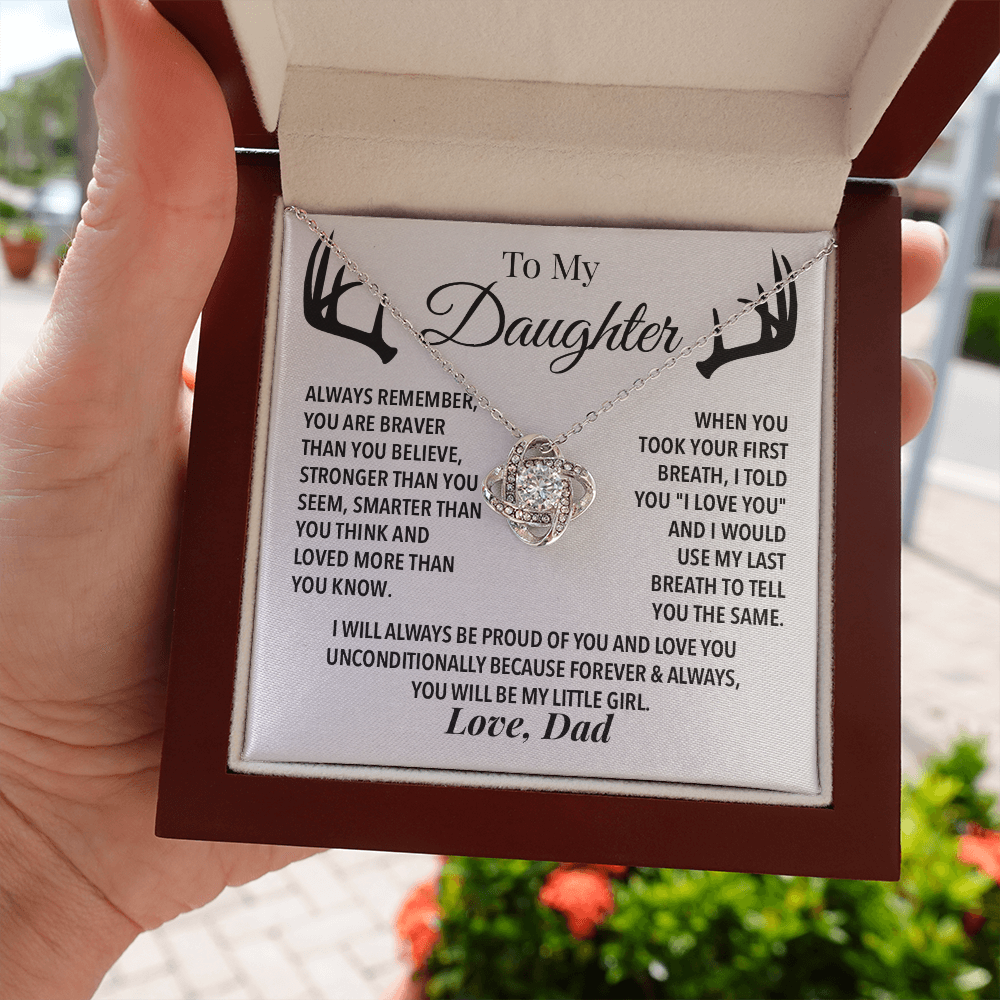 To My
Daughter
ALWAYS REMEMBER,
YOU ARE BRAVER
THAN YOU BELIEVE,
STRONGER THAN YOU
SEEM, SMARTER THAN
YOU THINK AND
LOVED MORE THAN
YOU KNOW.
WHEN YOU
TOOK YOUR FIRST
BREATH, I TOLD
YOU "I LOVE YOU"
AND I WOULD
USE MY LAST
BREATH TO TELL
YOU THE SAME.
I WILL ALWAYS BE PROUD OF YOU AND LOVE YOU
UNCONDITIONALLY BECAUSE FOREVER & ALWAYS,
YOU WILL BE MY LITTLE GIRL.
Love, Dad